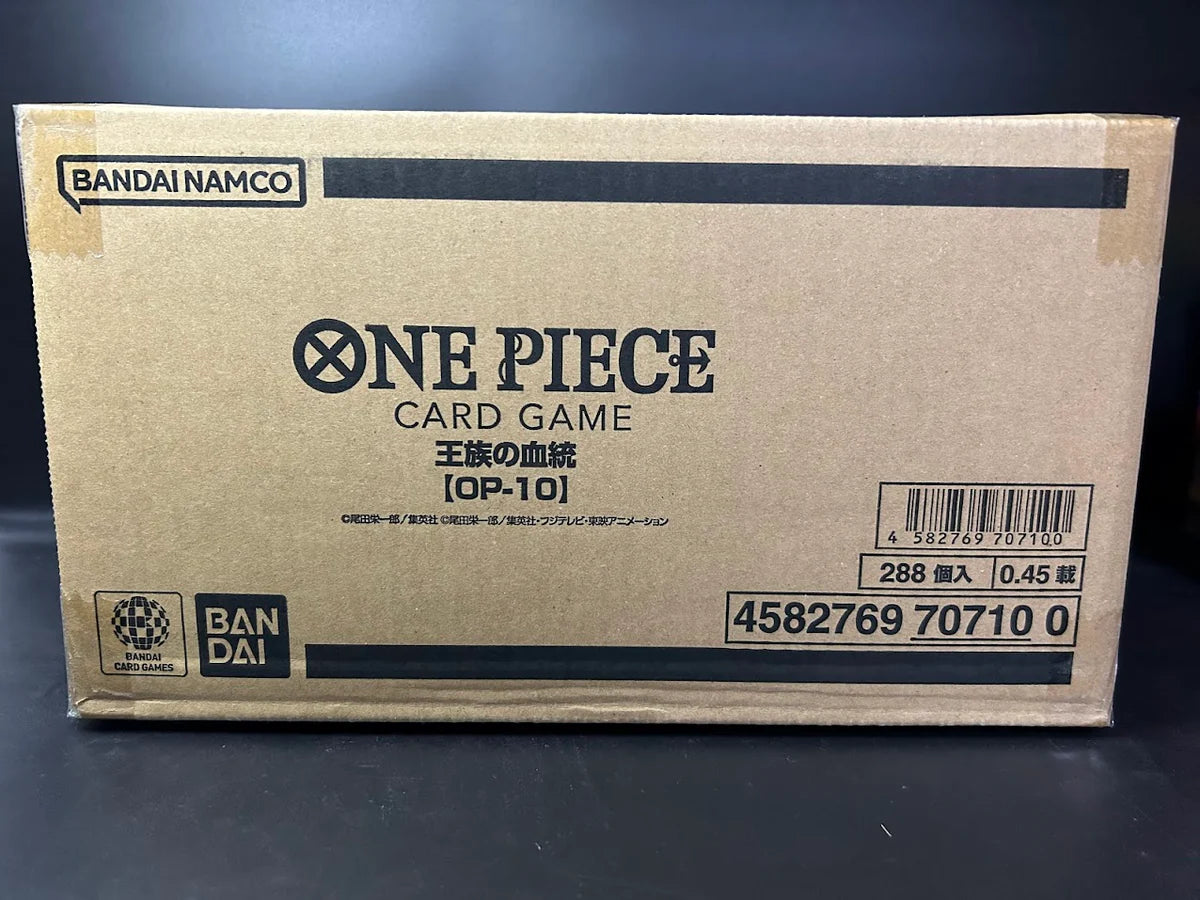 BANDAI NAMCO
ONE PIECE
CARD GAME
王族の血統
【OP-10】
©尾田栄一郎/集英社 ©尾田栄一郎/集英社・フジテレビ・東映アニメーション
4 582769 707100
288 個入 0.45 載
4582769 70710 0
BANDAI
CARD GAMES
BAN
DAI